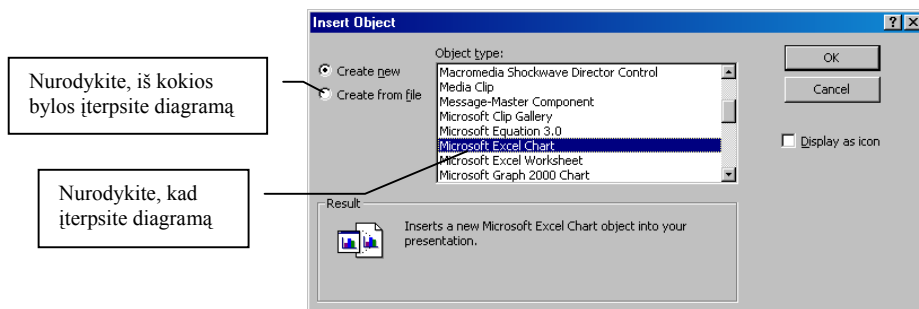 Insert Object
Nurodykite, iš kokios
bylos įterpsite diagramą
Nurodykite, kad
įterpsite diagramą
Create new
Create from file
Object type:
Macromedia Shockwave Director Control
Media Clip
Message-Master Component
Microsoft Clip Gallery
Microsoft Equation 3.0
Microsoft Excel Chart
Microsoft Excel Worksheet
Microsoft Graph 2000 Chart
OK
Cancel
Display as icon
Result
Inserts a new Microsoft Excel Chart object into your
presentation.